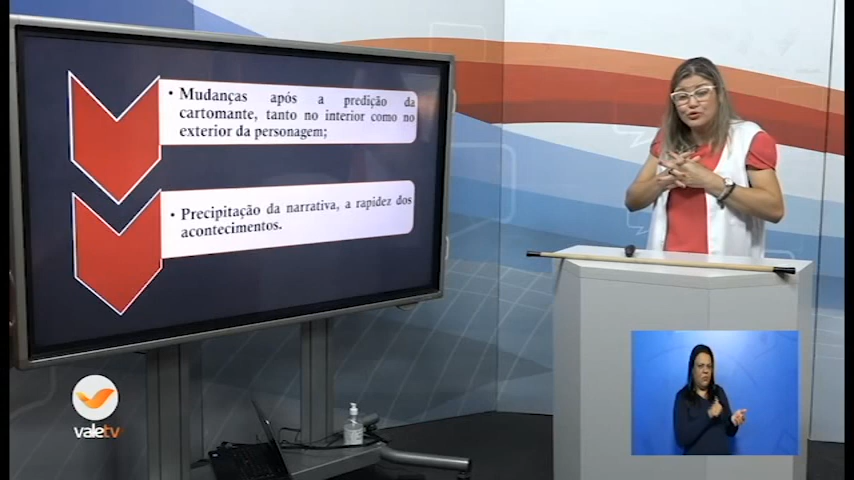 • Mudanças após a predição da
cartomante, tanto no interior como no
exterior da personagem;
• Precipitação da narrativa, a rapidez dos
acontecimentos.
valetv